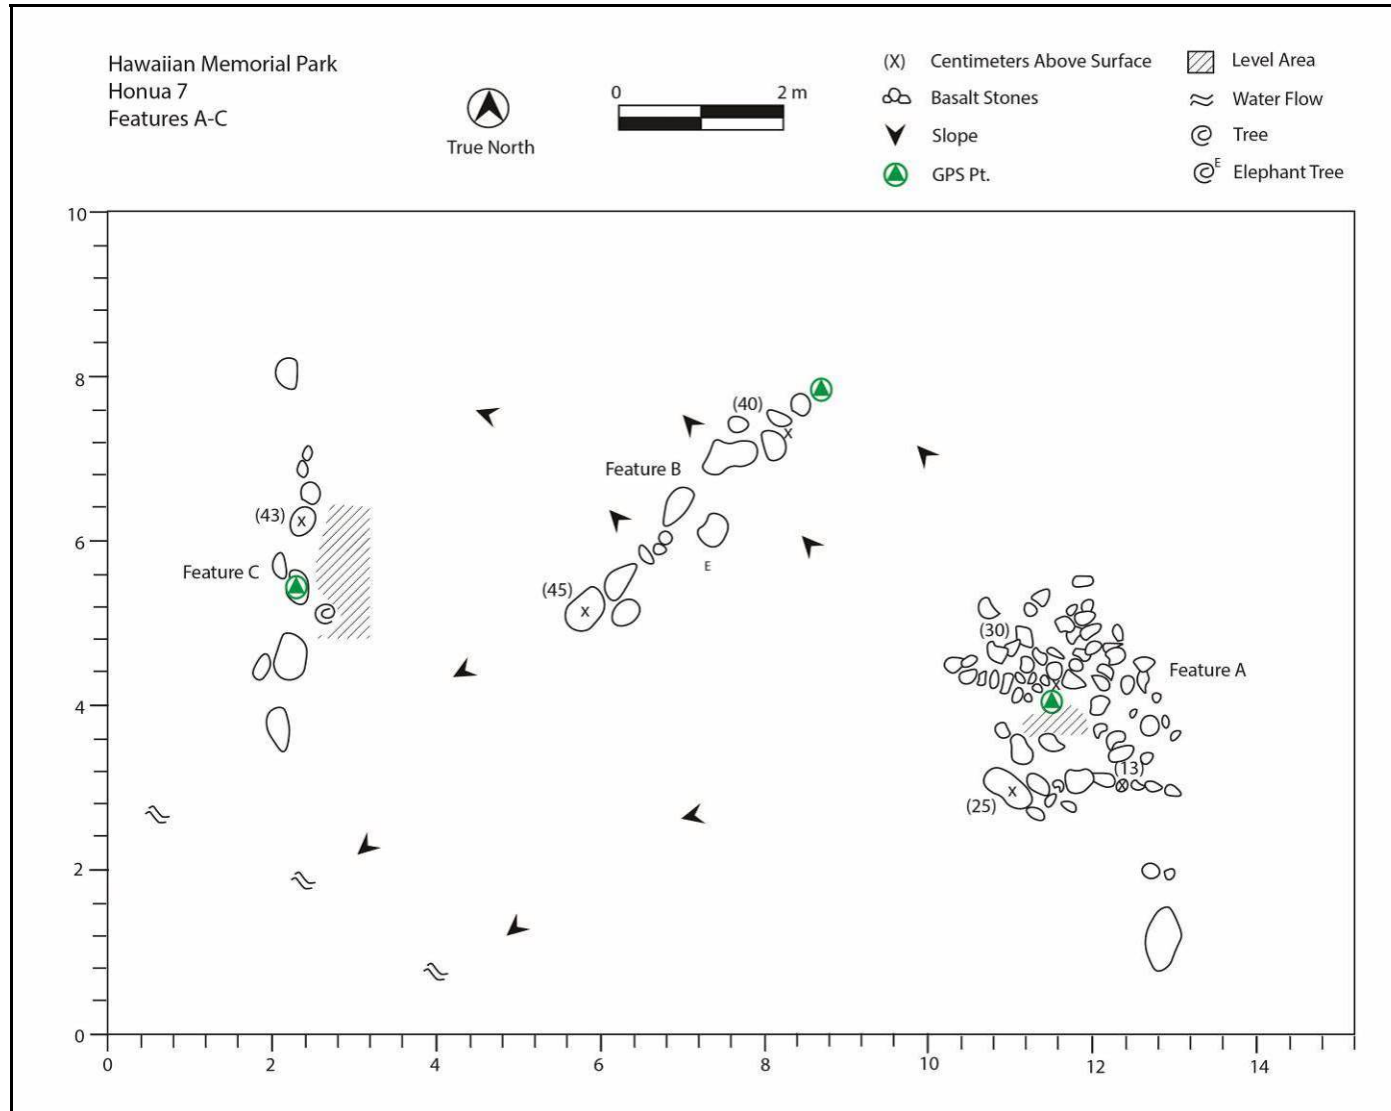 Hawaiian Memorial Park
Honua 7
Features A-C
True North
0 2 m
(X) Centimeters Above Surface
Basalt Stones
Slope
GPS Pt.
Level Area
Water Flow
Tree
E Elephant Tree
10
8
6
4
2
0
(40)
x
Feature B
(43)
x
Feature C
E
(45)
x
(30)
x
Feature A
(13)
x
x
(25)
0 2 4 6 8 10 12 14